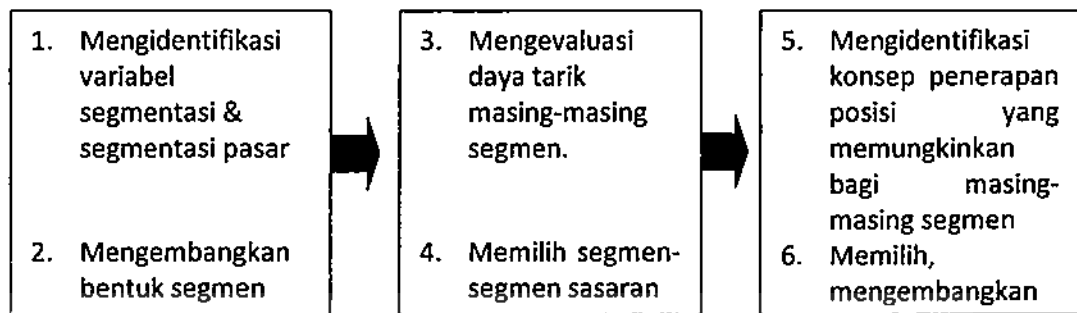 1. Mengidentifikasi
variabel
segmentasi &
segmentasi pasar
2. Mengembangkan
bentuk segmen
3. Mengevaluasi
daya tarik
masing-masing
segmen.
4. Memilih segmen-
segmen sasaran
5. Mengidentifikasi
konsep penerapan
posisi yang
memungkinkan
bagi masing-
masing segmen
6. Memilih,
mengembangkan